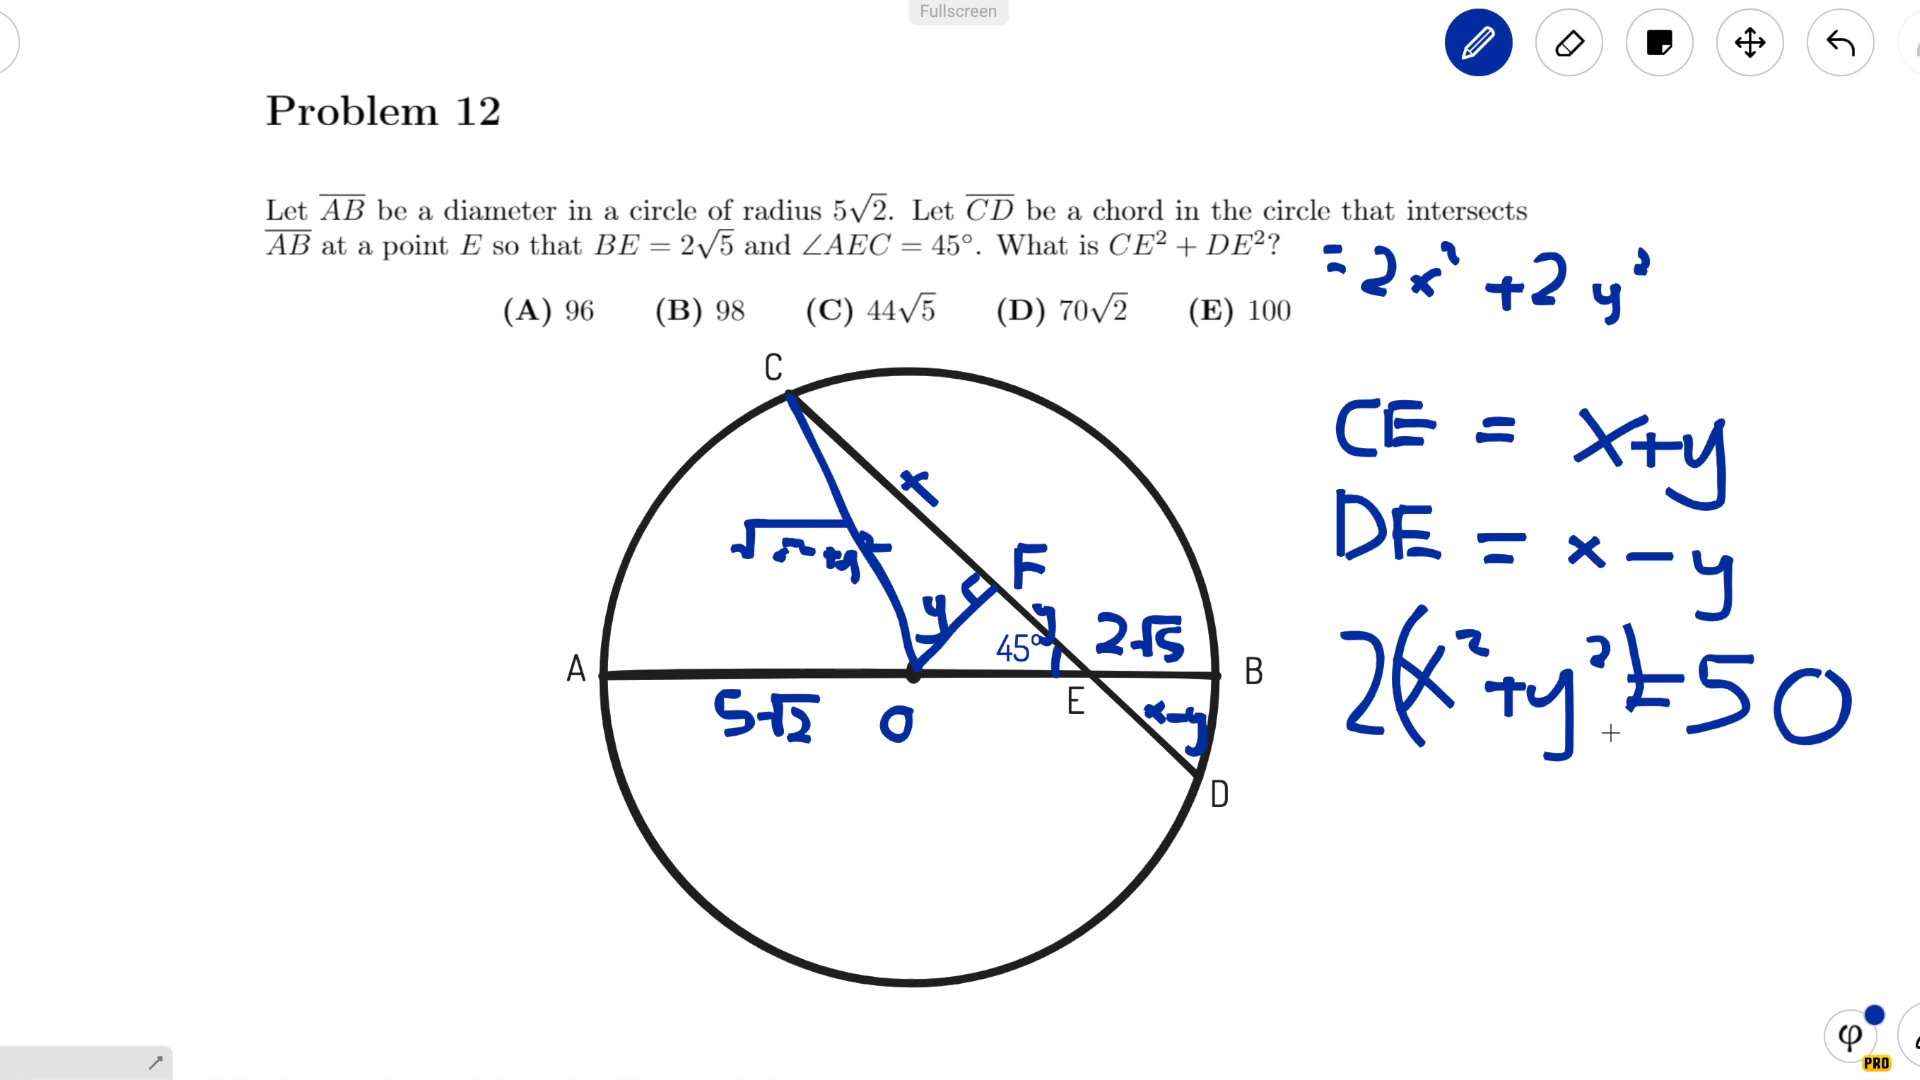 Fullscreen
Problem 12
Let AB be a diameter in a circle of radius 5√2. Let CD be a chord in the circle that intersects
AB at a point E so that BE = 2√5 and ∠AEC = 45°. What is CE² + DE²?
= 2x² + 2y²
(A) 96 (B) 98 (C) 44√5 (D) 70√2 (E) 100
C
CE = x+y
x
DE = x - y
√x²+y²
F
y
y
45°
2√5
2(x²+y²)=50
A
B
E
5√2
O
x-y
D
φ
PRO